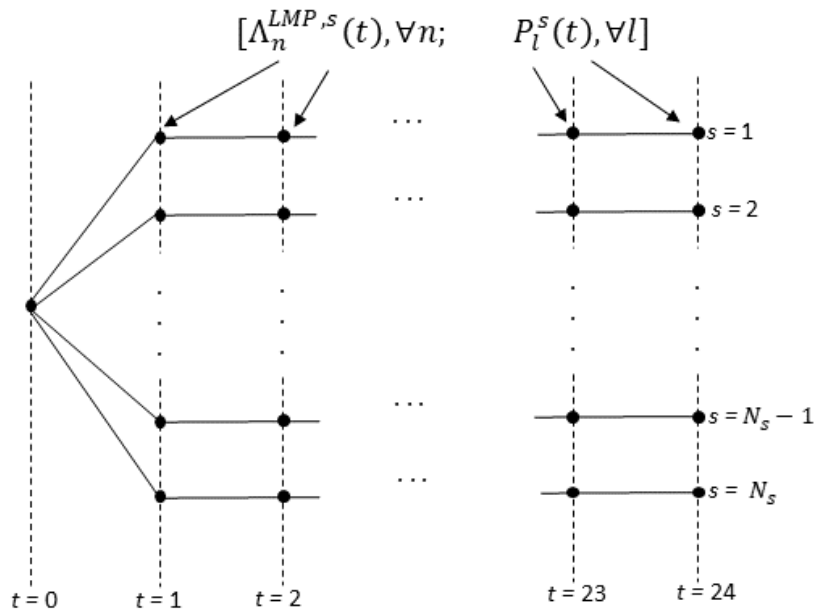 [Λ_n^{LMP,s}(t), ∀n; P_l^s(t), ∀l]
...
s = 1
...
s = 2
...
s = N_s − 1
...
s = N_s
t = 0 t = 1 t = 2 t = 23 t = 24